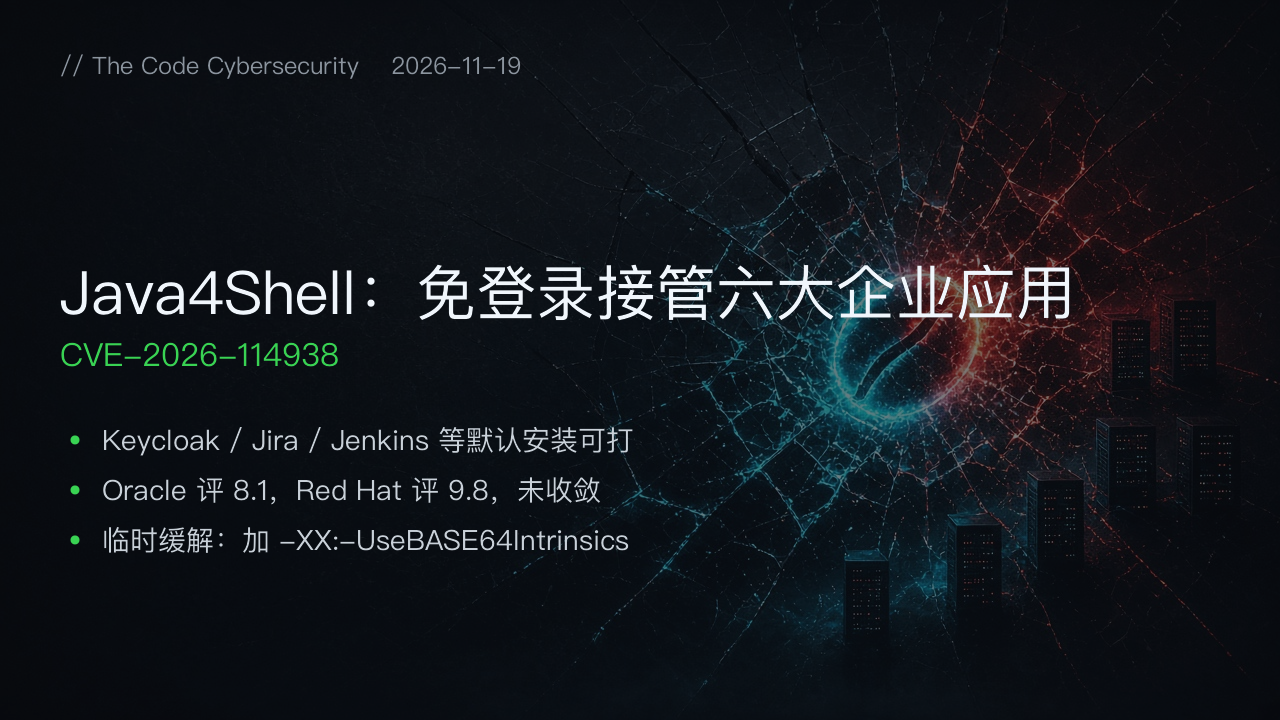 // The Code Cybersecurity 2026-11-19
Java4Shell：免登录接管六大企业应用
CVE-2026-114938
• Keycloak / Jira / Jenkins 等默认安装可打
• Oracle 评 8.1，Red Hat 评 9.8，未收敛
• 临时缓解：加 -XX:-UseBASE64Intrinsics